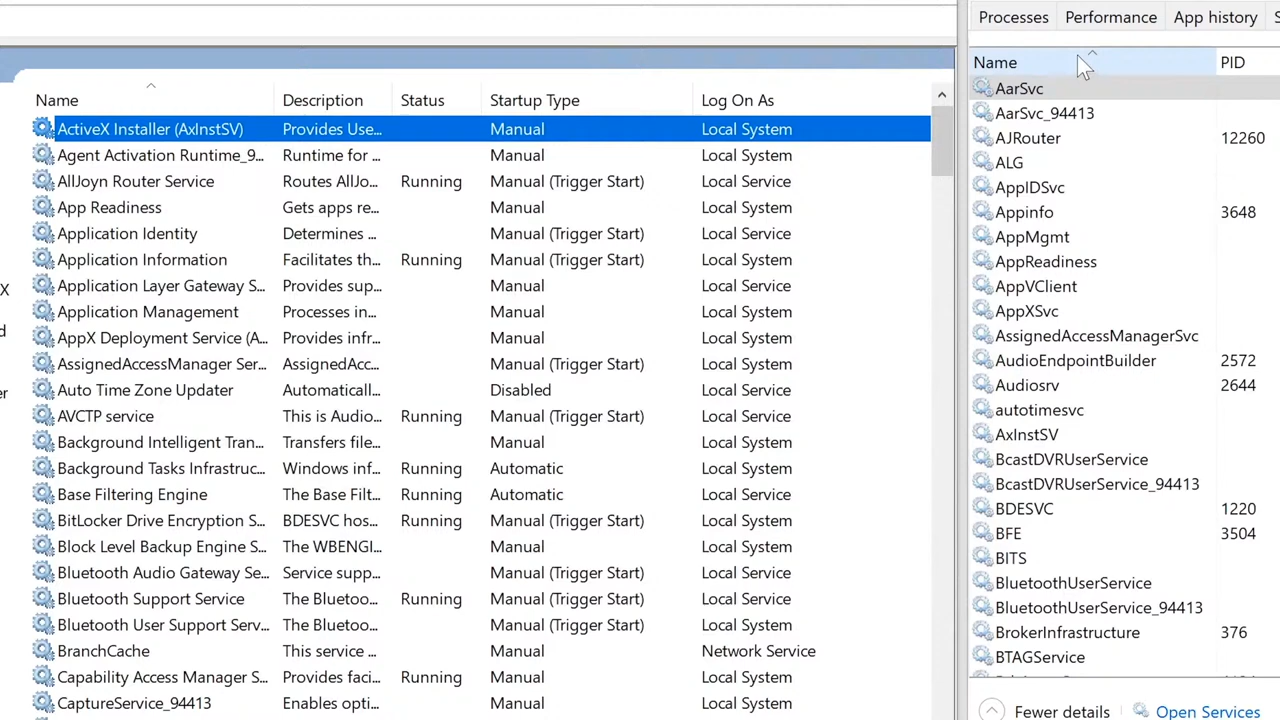 Name Description Status Startup Type Log On As
ActiveX Installer (AxInstSV) Provides Use... Manual Local System
Agent Activation Runtime_9... Runtime for ... Manual Local System
AllJoyn Router Service Routes AllJo... Running Manual (Trigger Start) Local Service
App Readiness Gets apps re... Manual Local System
Application Identity Determines ... Manual (Trigger Start) Local Service
Application Information Facilitates th... Running Manual (Trigger Start) Local System
Application Layer Gateway S... Provides sup... Manual Local Service
Application Management Processes in... Manual Local System
AppX Deployment Service (A... Provides infr... Manual Local System
AssignedAccessManager Ser... AssignedAcc... Manual (Trigger Start) Local System
Auto Time Zone Updater Automaticall... Disabled Local Service
AVCTP service This is Audio... Running Manual (Trigger Start) Local Service
Background Intelligent Tran... Transfers file... Manual Local System
Background Tasks Infrastruc... Windows inf... Running Automatic Local System
Base Filtering Engine The Base Filt... Running Automatic Local Service
BitLocker Drive Encryption S... BDESVC hos... Running Manual (Trigger Start) Local System
Block Level Backup Engine S... The WBENGI... Manual Local System
Bluetooth Audio Gateway Se... Service supp... Manual (Trigger Start) Local Service
Bluetooth Support Service The Bluetoo... Running Manual (Trigger Start) Local Service
Bluetooth User Support Serv... The Bluetoo... Manual (Trigger Start) Local System
BranchCache This service ... Manual Network Service
Capability Access Manager S... Provides faci... Running Manual Local System
CaptureService_94413 Enables opti... Manual Local System
Processes Performance App history
Name PID
AarSvc
AarSvc_94413
AJRouter 12260
ALG
AppIDSvc
Appinfo 3648
AppMgmt
AppReadiness
AppVClient
AppXSvc
AssignedAccessManagerSvc
AudioEndpointBuilder 2572
Audiosrv 2644
autotimesvc
AxInstSV
BcastDVRUserService
BcastDVRUserService_94413
BDESVC 1220
BFE 3504
BITS
BluetoothUserService
BluetoothUserService_94413
BrokerInfrastructure 376
BTAGService
Fewer details Open Services